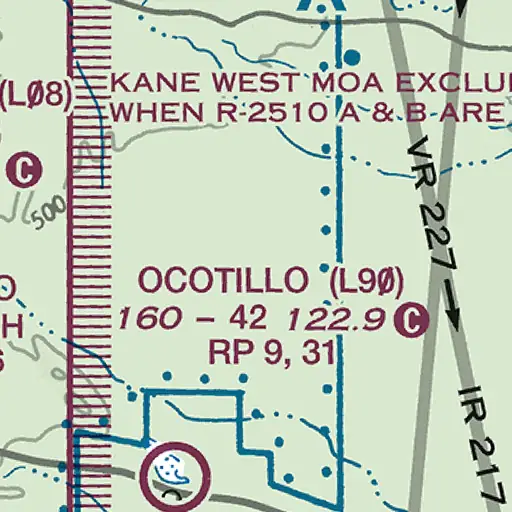 (LØ8)
KANE WEST MOA EXCLU
WHEN R-2510 A & B ARE
C
500
VR 227
OCOTILLO (L9Ø)
160 - 42 122.9 C
RP 9, 31
O
H
6
IR 217